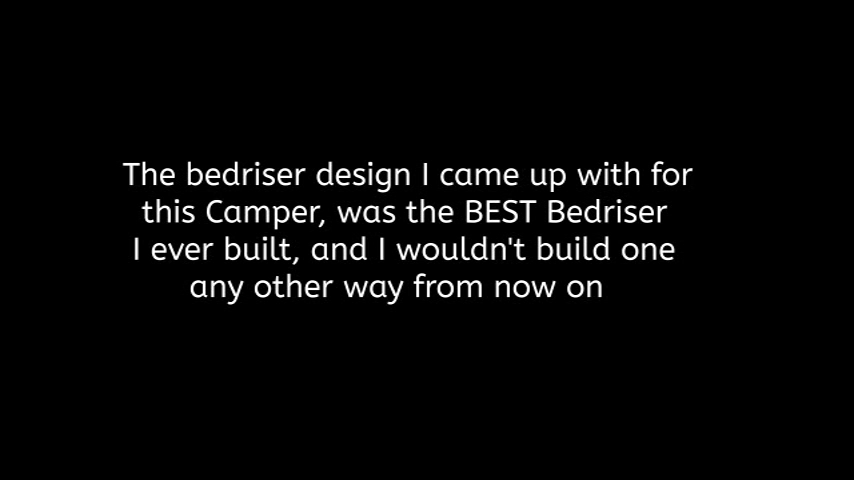 The bedriser design I came up with for
this Camper, was the BEST Bedriser
I ever built, and I wouldn't build one
any other way from now on